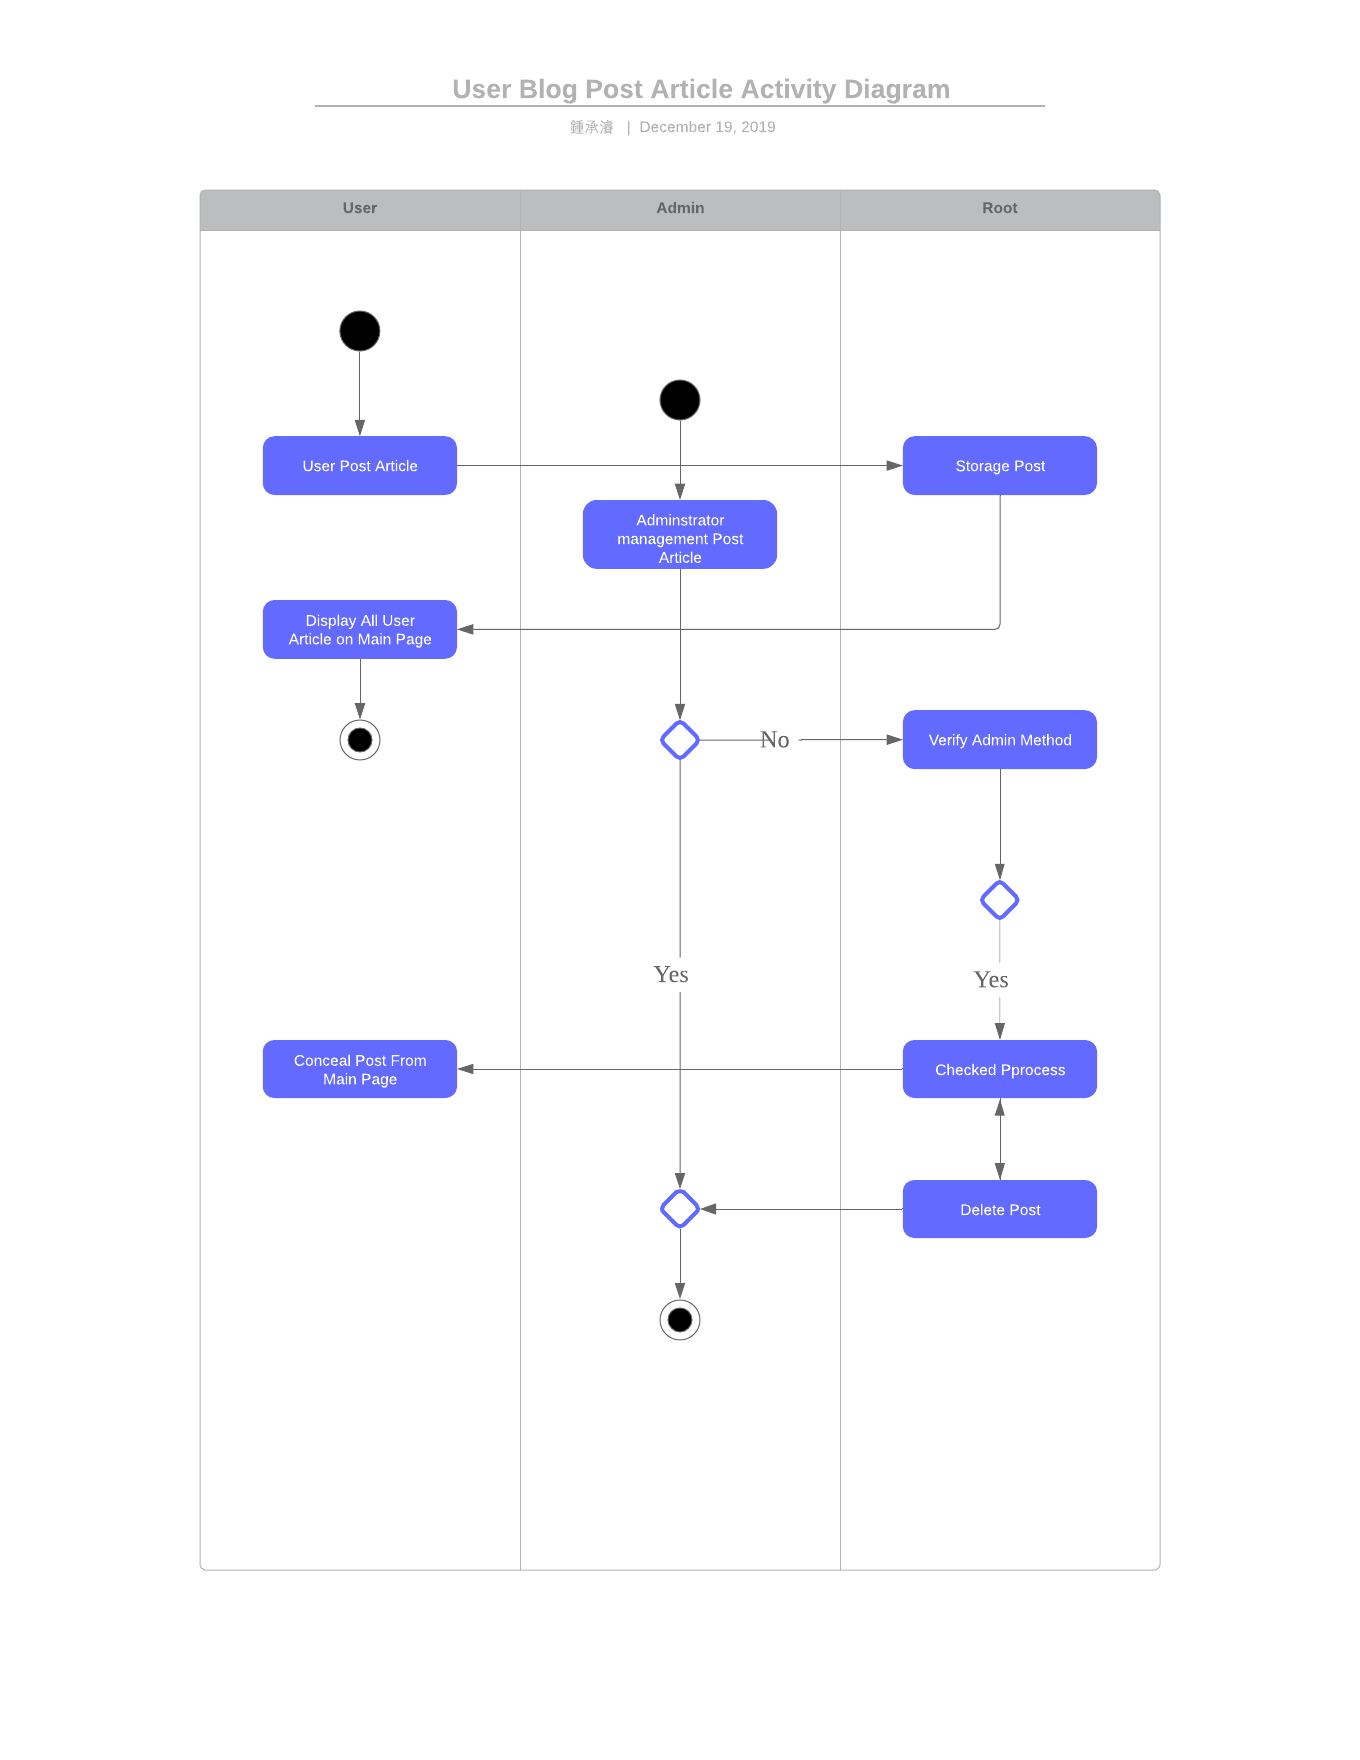 User Blog Post Article Activity Diagram
鍾承濬 | December 19, 2019
User
Admin
Root
User Post Article
Storage Post
Adminstrator
management Post
Article
Display All User
Article on Main Page
No
Verify Admin Method
Yes
Yes
Conceal Post From
Main Page
Checked Pprocess
Delete Post